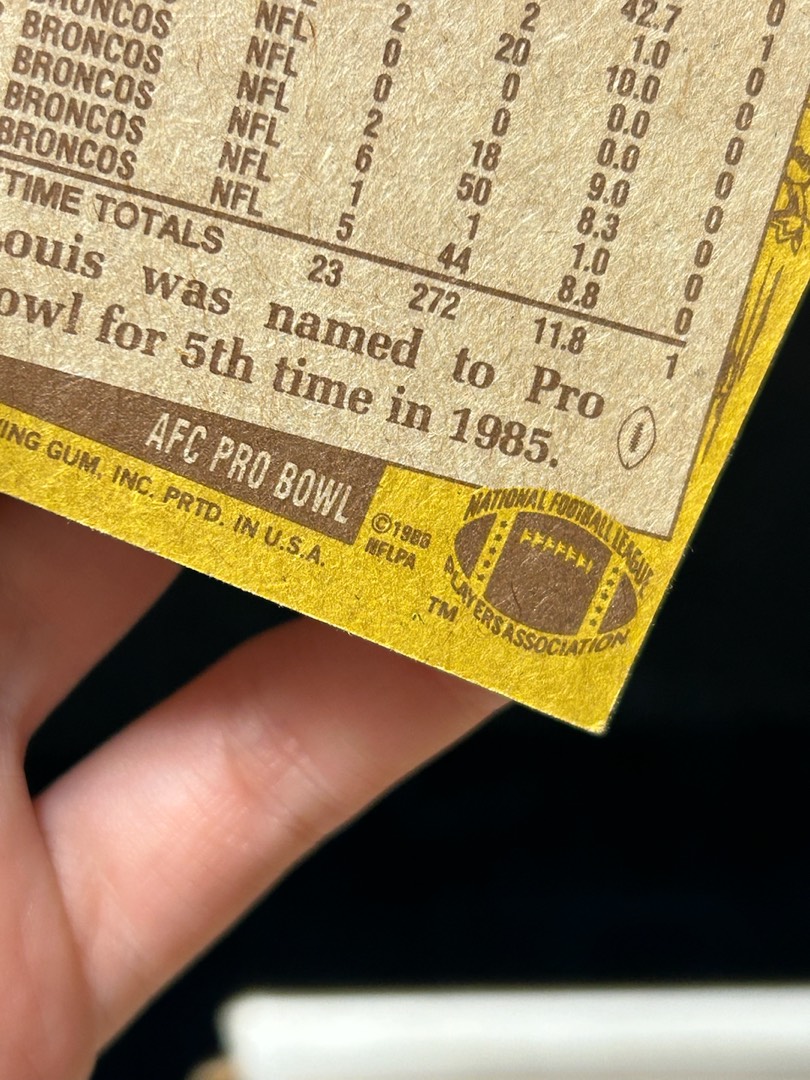 0
42.7 1
2 1.0 0
2 20 10.0 0
NFL 0 0 0.0 0
RONCOS NFL 0 0 0.0 0
BRONCOS NFL 2 18 9.0 0
BRONCOS NFL 6 50 8.3 0
BRONCOS NFL 1 1 1.0 0
BRONCOS NFL 5 44 8.8 0
TIME TOTALS 23 272 11.8 1
Louis was named to Pro
owl for 5th time in 1985.
AFC PRO BOWL
ING GUM, INC. PRTD. IN U.S.A.
©1986
NFLPA
NATIONAL FOOTBALL LEAGUE
PLAYERS ASSOCIATION
TM